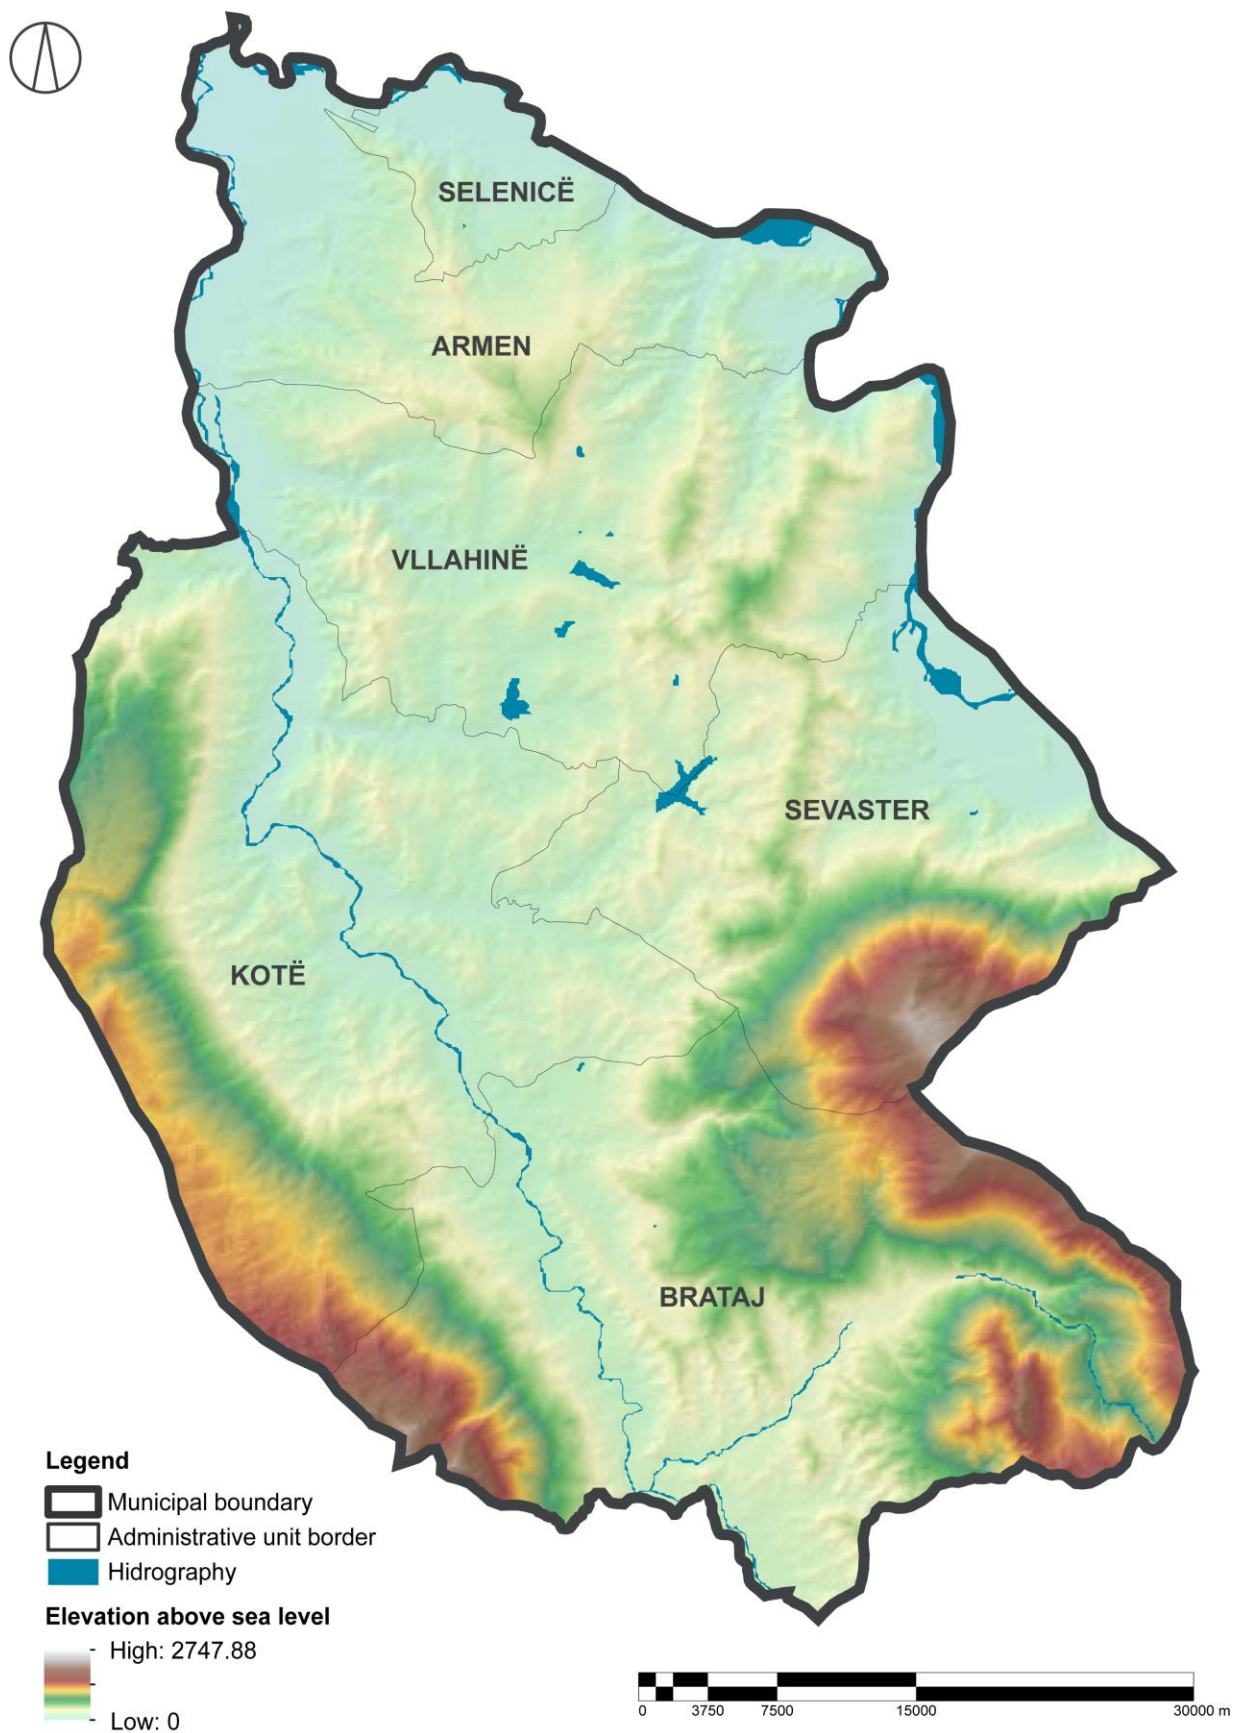 SELENICË
ARMEN
VLLAHINË
SEVASTER
KOTË
BRATAJ
Legend
Municipal boundary
Administrative unit border
Hidrography
Elevation above sea level
High: 2747.88
Low: 0
0 3750 7500 15000 30000 m